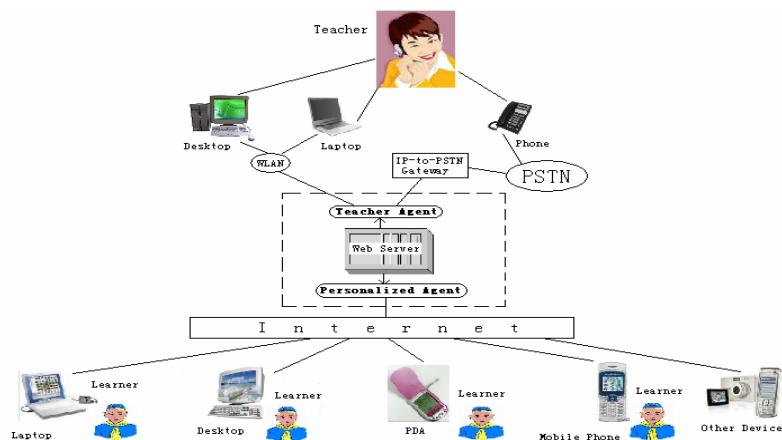 Teacher
Desktop
Laptop
Phone
WLAN
IP-to-PSTN
Gateway
PSTN
Teacher Agent
Web Server
Personalized Agent
Internet
Learner
Learner
Learner
Learner
Laptop
Desktop
PDA
Mobile Phone
Other Device